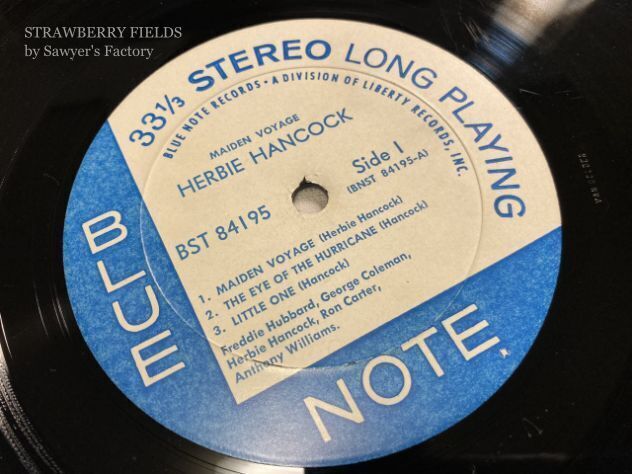 STRAWBERRY FIELDS
by Sawyer's Factory
33⅓ STEREO LONG PLAYING
BLUE NOTE RECORDS • A DIVISION OF LIBERTY RECORDS, INC.
MAIDEN VOYAGE
HERBIE HANCOCK
BST 84195
Side 1
(BNST 84195-A)
1. MAIDEN VOYAGE (Herbie Hancock)
2. THE EYE OF THE HURRICANE (Hancock)
3. LITTLE ONE (Hancock)
Freddie Hubbard, George Coleman,
Herbie Hancock, Ron Carter,
Anthony Williams.
BLUE
NOTE.